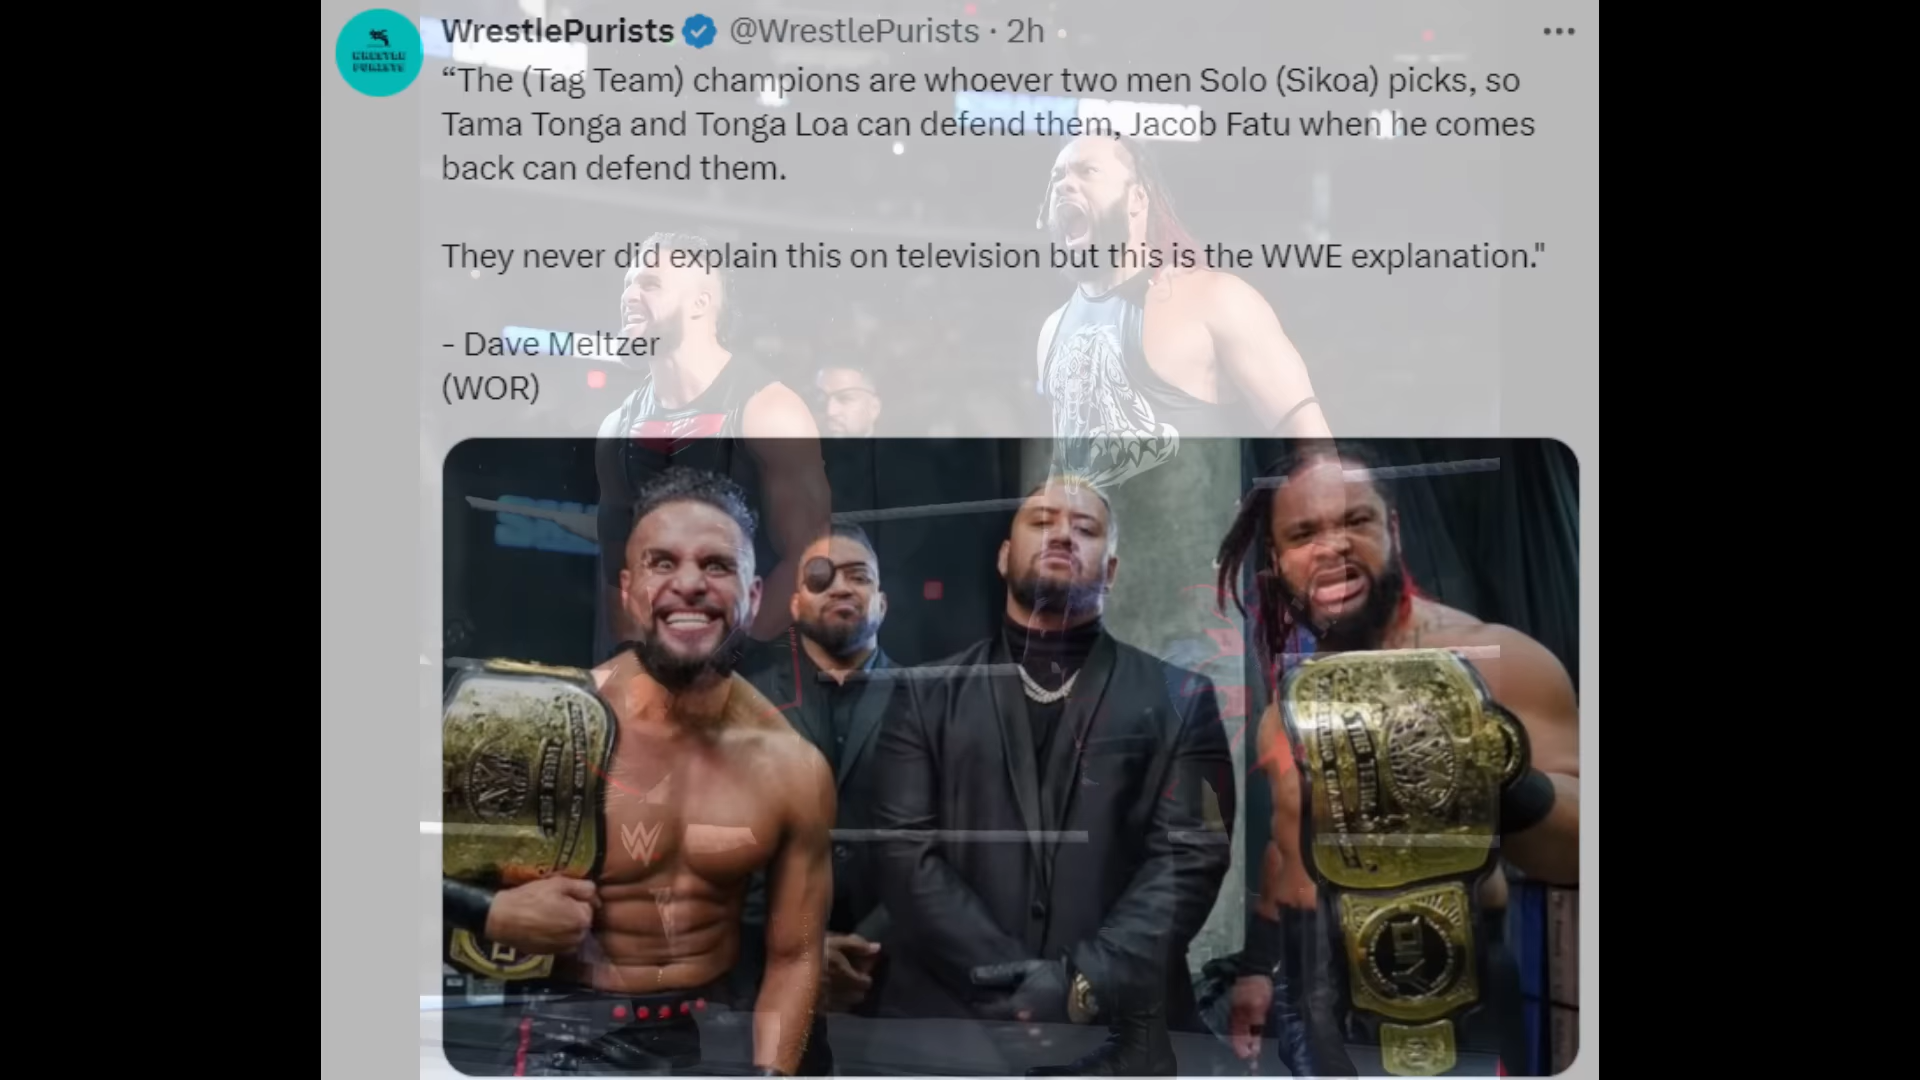 WRESTLE
PURISTS
WrestlePurists @WrestlePurists · 2h
“The (Tag Team) champions are whoever two men Solo (Sikoa) picks, so
Tama Tonga and Tonga Loa can defend them, Jacob Fatu when he comes
back can defend them.
They never did explain this on television but this is the WWE explanation."
- Dave Meltzer
(WOR)